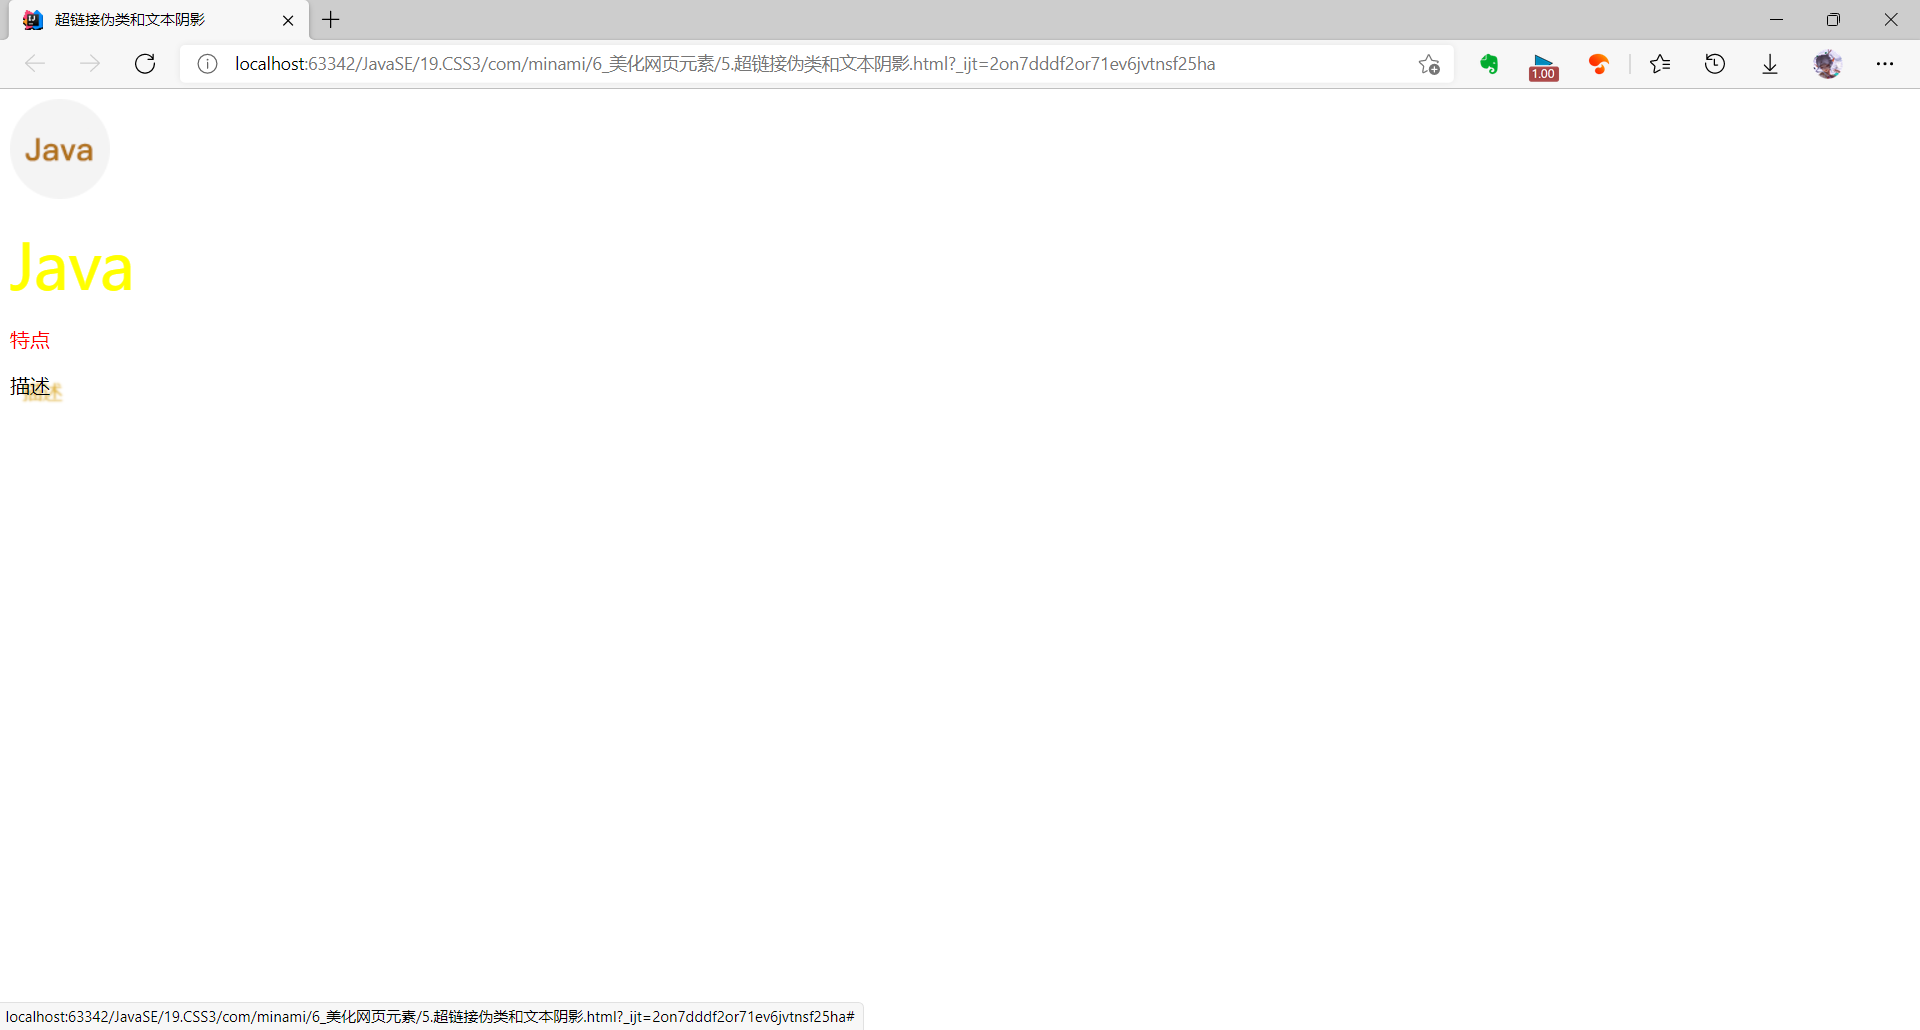 超链接伪类和文本阴影
localhost:63342/JavaSE/19.CSS3/com/minami/6_美化网页元素/5.超链接伪类和文本阴影.html?_ijt=2on7dddf2or71ev6jvtnsf25ha
1.00
Java
Java
特点
描述
localhost:63342/JavaSE/19.CSS3/com/minami/6_美化网页元素/5.超链接伪类和文本阴影.html?_ijt=2on7dddf2or71ev6jvtnsf25ha#